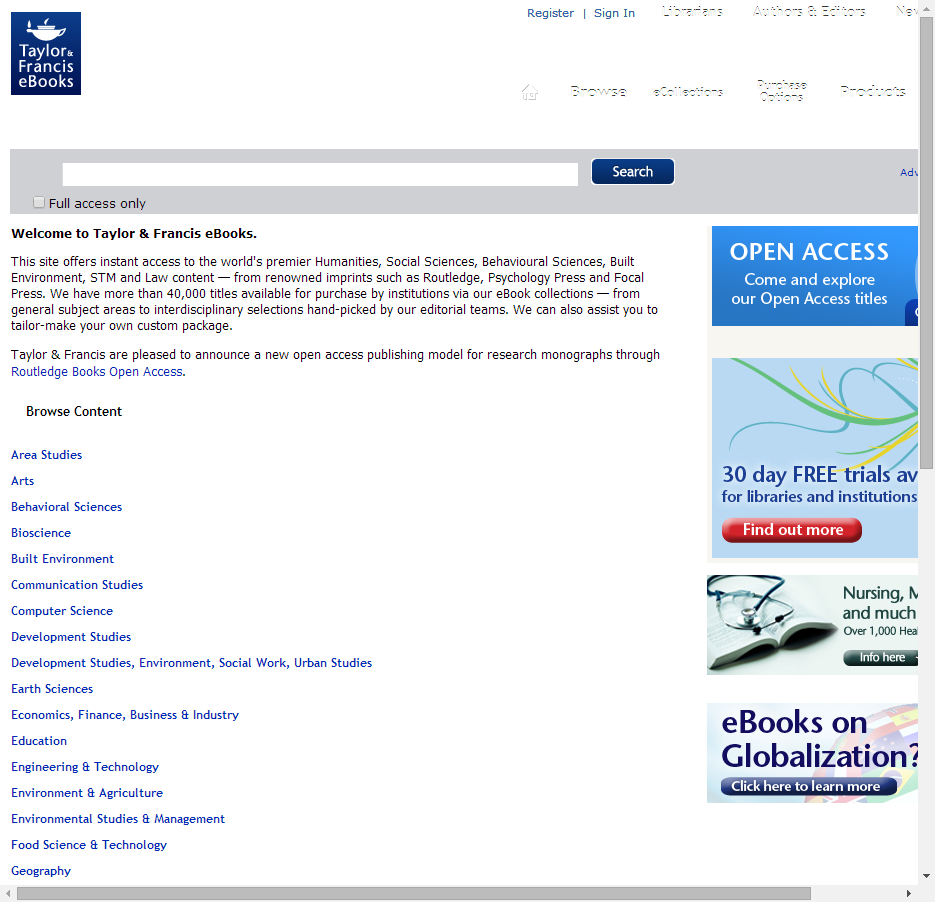 Taylor &
Francis
eBooks
Register | Sign In
Librarians
Authors & Editors
Browse
eCollections
Purchase
Options
Products
Search
Full access only
Welcome to Taylor & Francis eBooks.
This site offers instant access to the world's premier Humanities, Social Sciences, Behavioural Sciences, Built
Environment, STM and Law content — from renowned imprints such as Routledge, Psychology Press and Focal
Press. We have more than 40,000 titles available for purchase by institutions via our eBook collections — from
general subject areas to interdisciplinary selections hand-picked by our editorial teams. We can also assist you to
tailor-make your own custom package.
Taylor & Francis are pleased to announce a new open access publishing model for research monographs through
Routledge Books Open Access.
Browse Content
Area Studies
Arts
Behavioral Sciences
Bioscience
Built Environment
Communication Studies
Computer Science
Development Studies
Development Studies, Environment, Social Work, Urban Studies
Earth Sciences
Economics, Finance, Business & Industry
Education
Engineering & Technology
Environment & Agriculture
Environmental Studies & Management
Food Science & Technology
Geography
OPEN ACCESS
Come and explore
our Open Access titles
30 day FREE trials av
for libraries and institutions
Find out more
Nursing, M
and much
Over 1,000 Hea
Info here
eBooks on
Globalization?
Click here to learn more